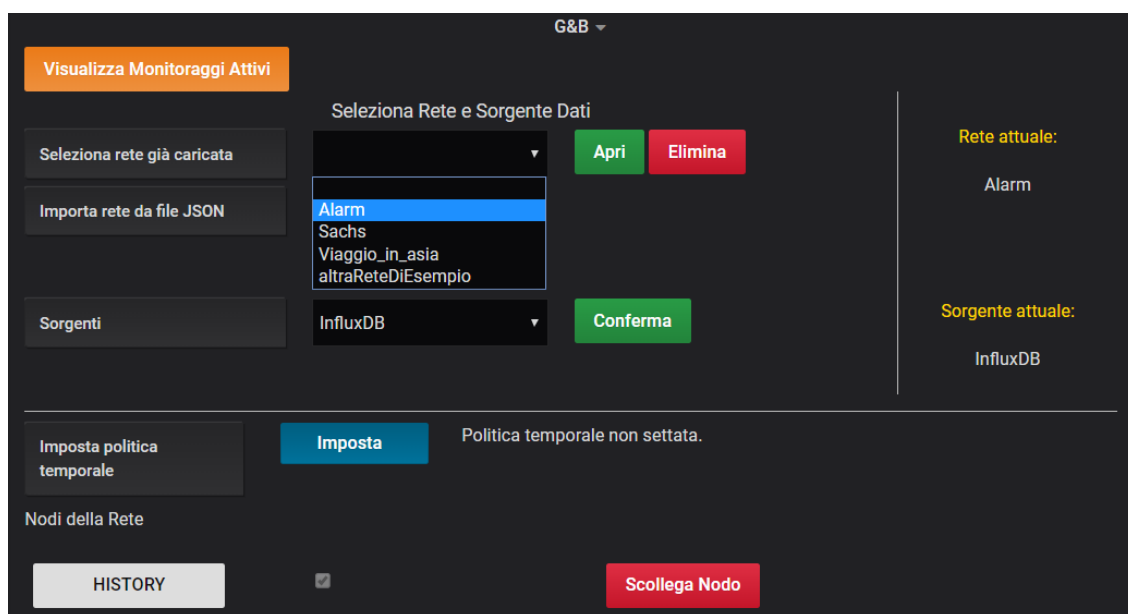 G&B
Visualizza Monitoraggi Attivi
Seleziona Rete e Sorgente Dati
Seleziona rete già caricata
Apri
Elimina
Rete attuale:
Alarm
Importa rete da file JSON
Alarm
Sachs
Viaggio_in_asia
altraReteDiEsempio
Sorgenti
InfluxDB
Conferma
Sorgente attuale:
InfluxDB
Imposta politica
temporale
Imposta
Politica temporale non settata.
Nodi della Rete
HISTORY
Scollega Nodo